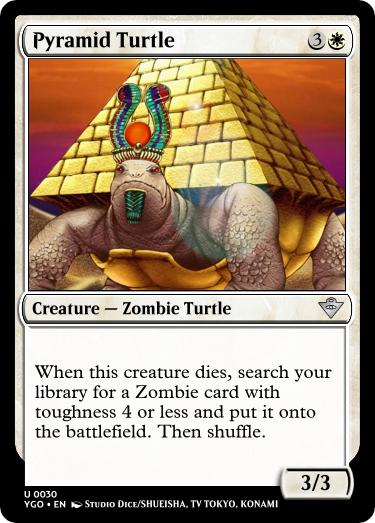 Pyramid Turtle 3
Creature — Zombie Turtle
When this creature dies, search your
library for a Zombie card with
toughness 4 or less and put it onto
the battlefield. Then shuffle.
3/3
U 0030
YGO • EN Studio Dice/SHUEISHA, TV TOKYO, KONAMI